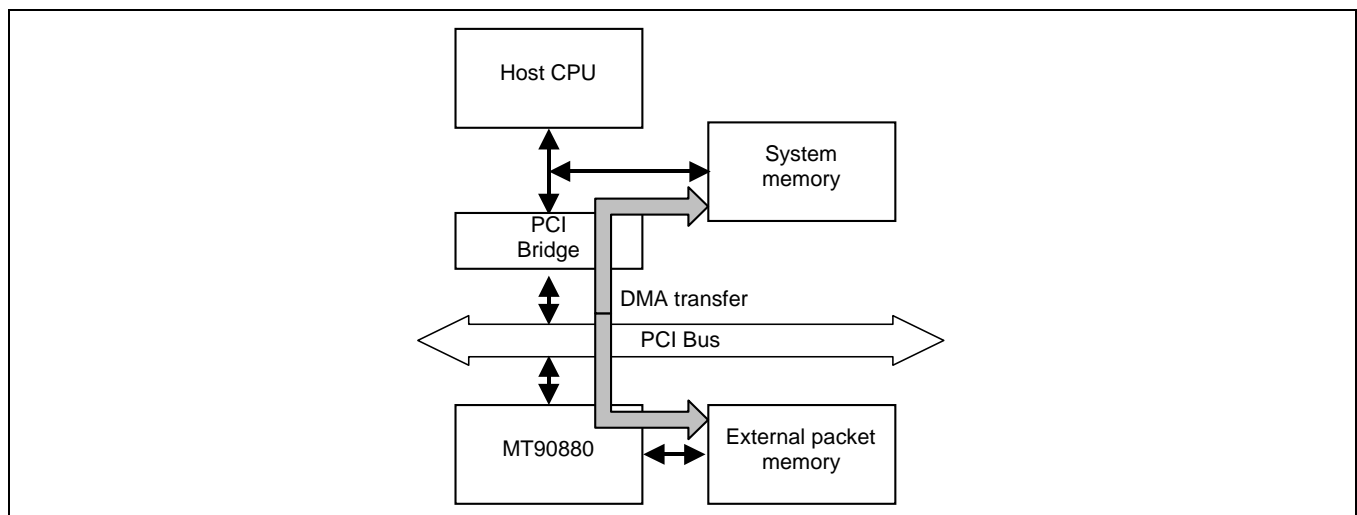 Host CPU
System
memory
PCI
Bridge
DMA transfer
PCI Bus
MT90880
External packet
memory